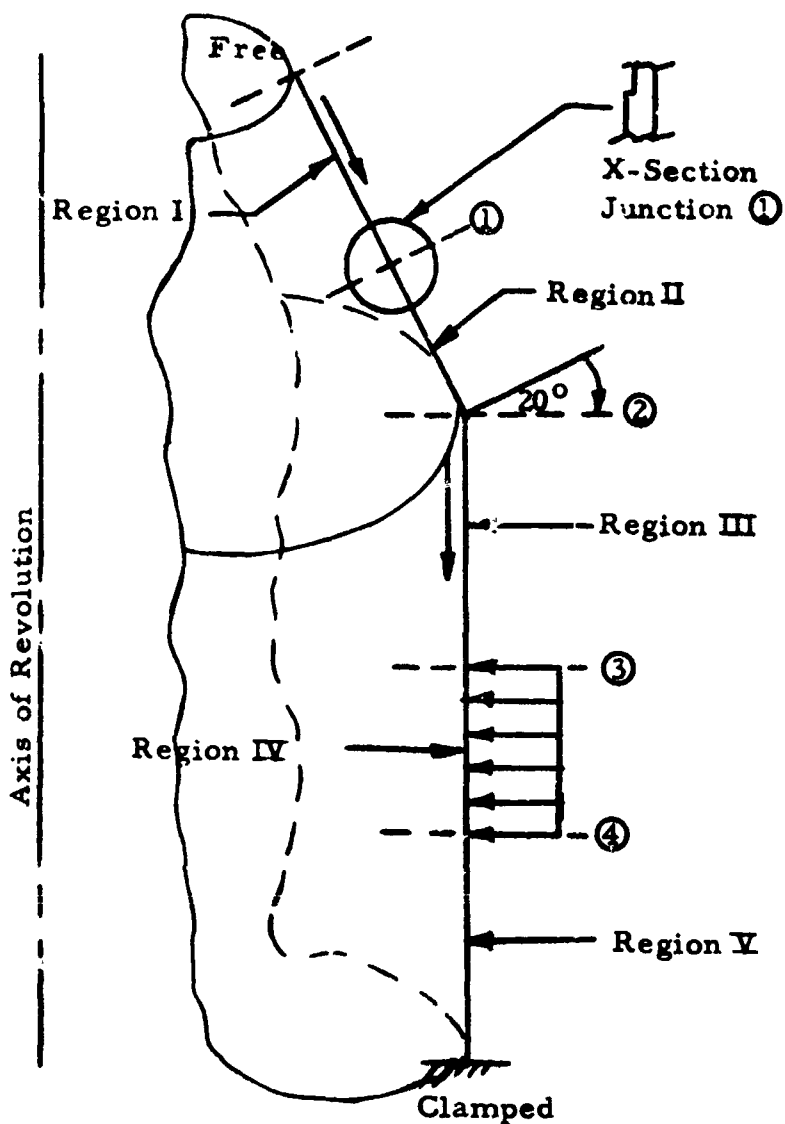 Free
X-Section
Junction ①
Region I
①
Region II
20°
②
Region III
Axis of Revolution
③
Region IV
④
Region V
Clamped